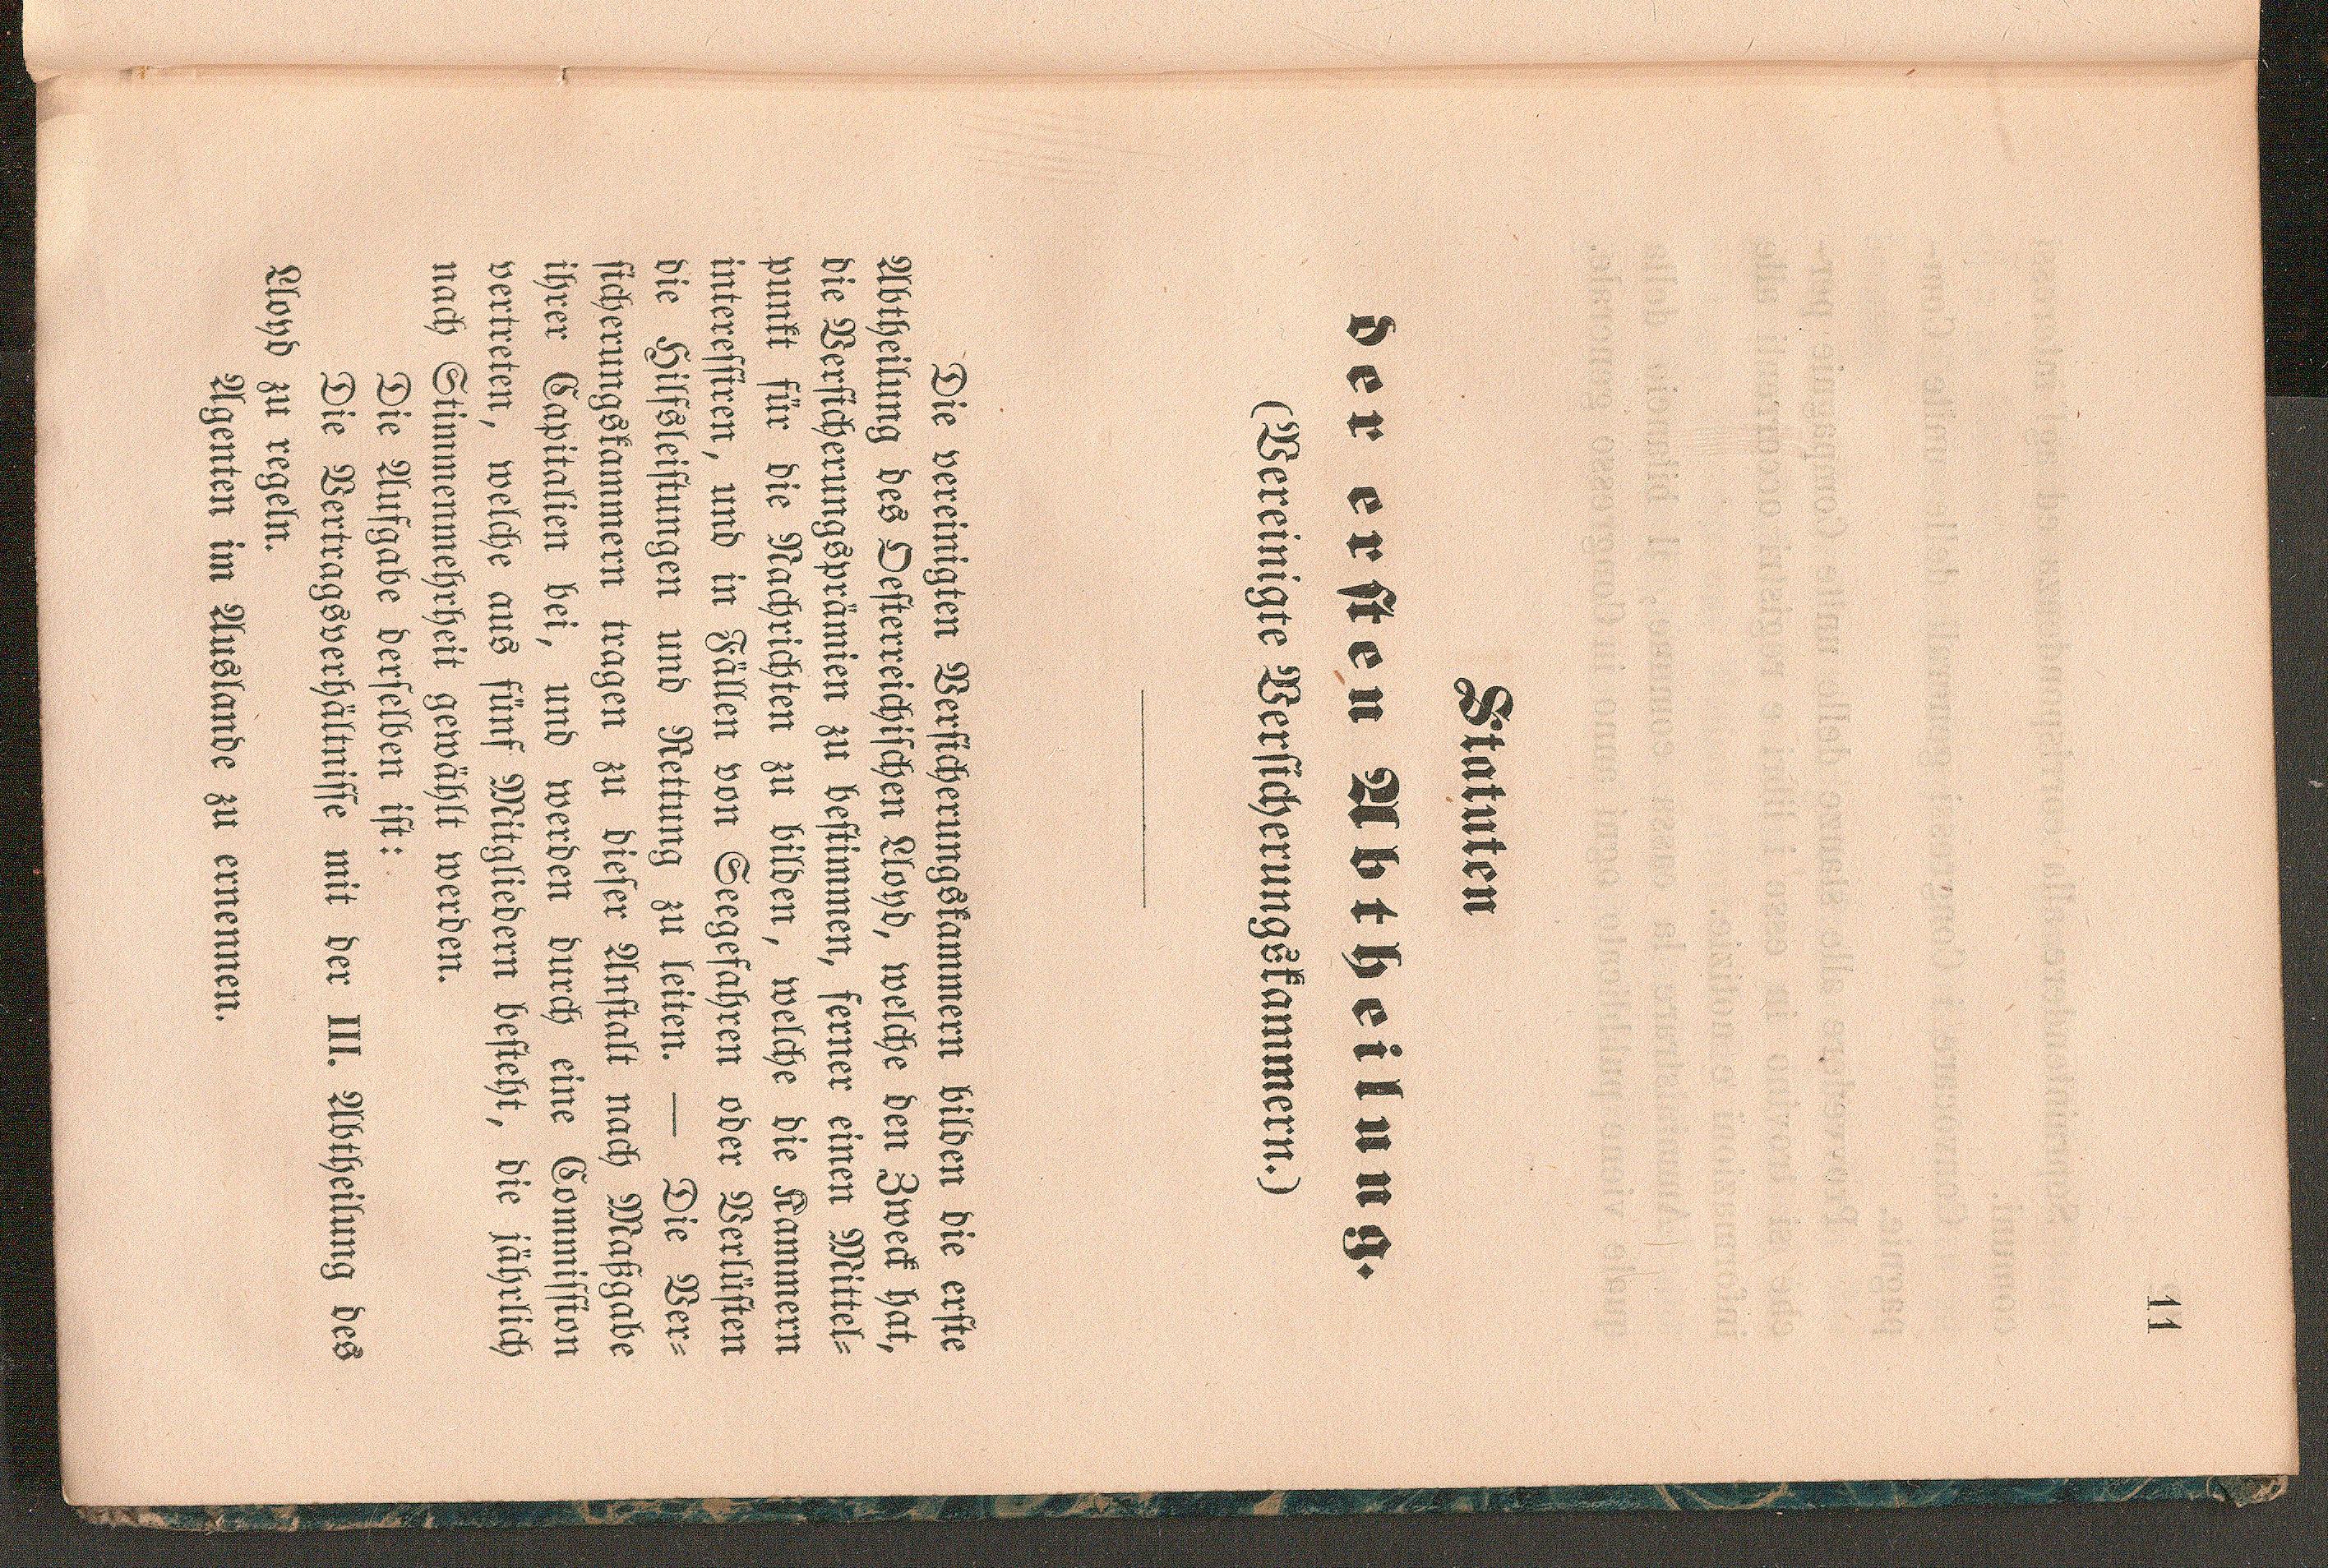 11
Statuten
der ersten Abtheilung.
(Vereinigte Versicherungskammern.)
Die vereinigten Versicherungskammern bilden die erste
Abtheilung des Oesterreichischen Lloyd, welche den Zweck hat,
die Versicherungsprämien zu bestimmen, ferner einen Mittel-
punkt für die Nachrichten zu bilden, welche die Kammern
interessiren, und in Fällen von Seegefahren oder Verlüsten
die Hilfsleistungen und Rettung zu leiten. — Die Ver-
sicherungskammern tragen zu dieser Anstalt nach Maßgabe
ihrer Capitalien bei, und werden durch eine Commission
vertreten, welche aus fünf Mitgliedern besteht, die jährlich
nach Stimmenmehrheit gewählt werden.
Die Aufgabe derselben ist:
Die Vertragsverhältnisse mit der III. Abtheilung des
Lloyd zu regeln.
Agenten im Auslande zu ernennen.